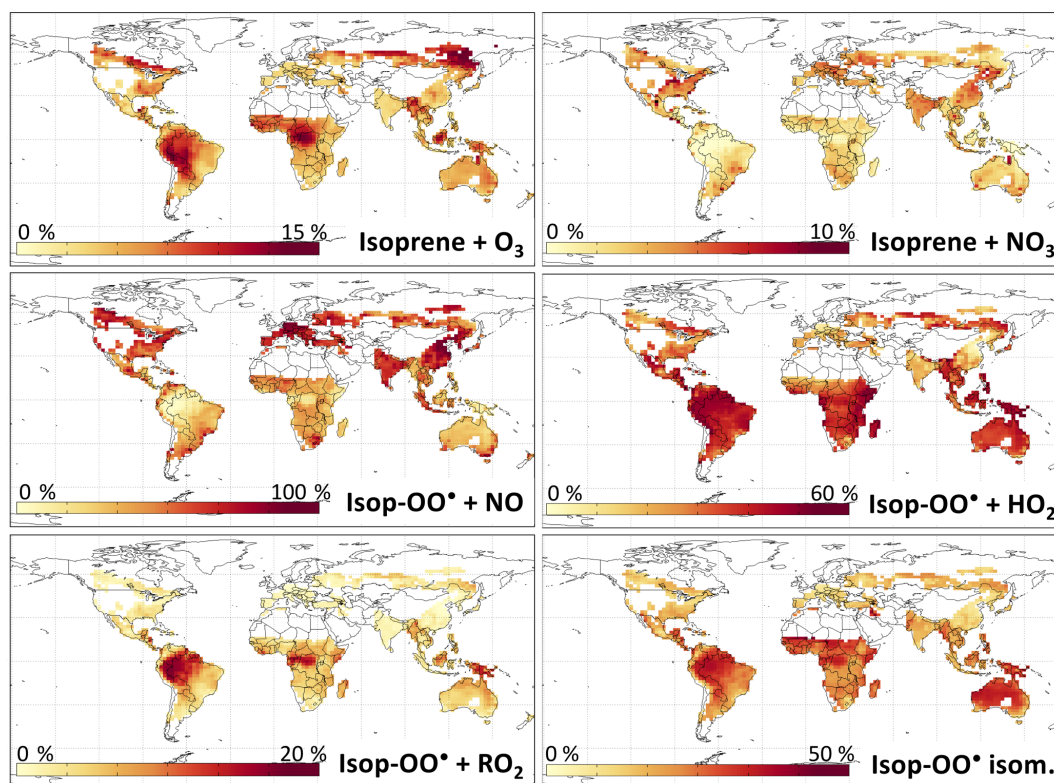 0 %
15 %
Isoprene + O₃
0 %
10 %
Isoprene + NO₃
0 %
100 %
Isop-OO• + NO
0 %
60 %
Isop-OO• + HO₂
0 %
20 %
Isop-OO• + RO₂
0 %
50 %
Isop-OO• isom.